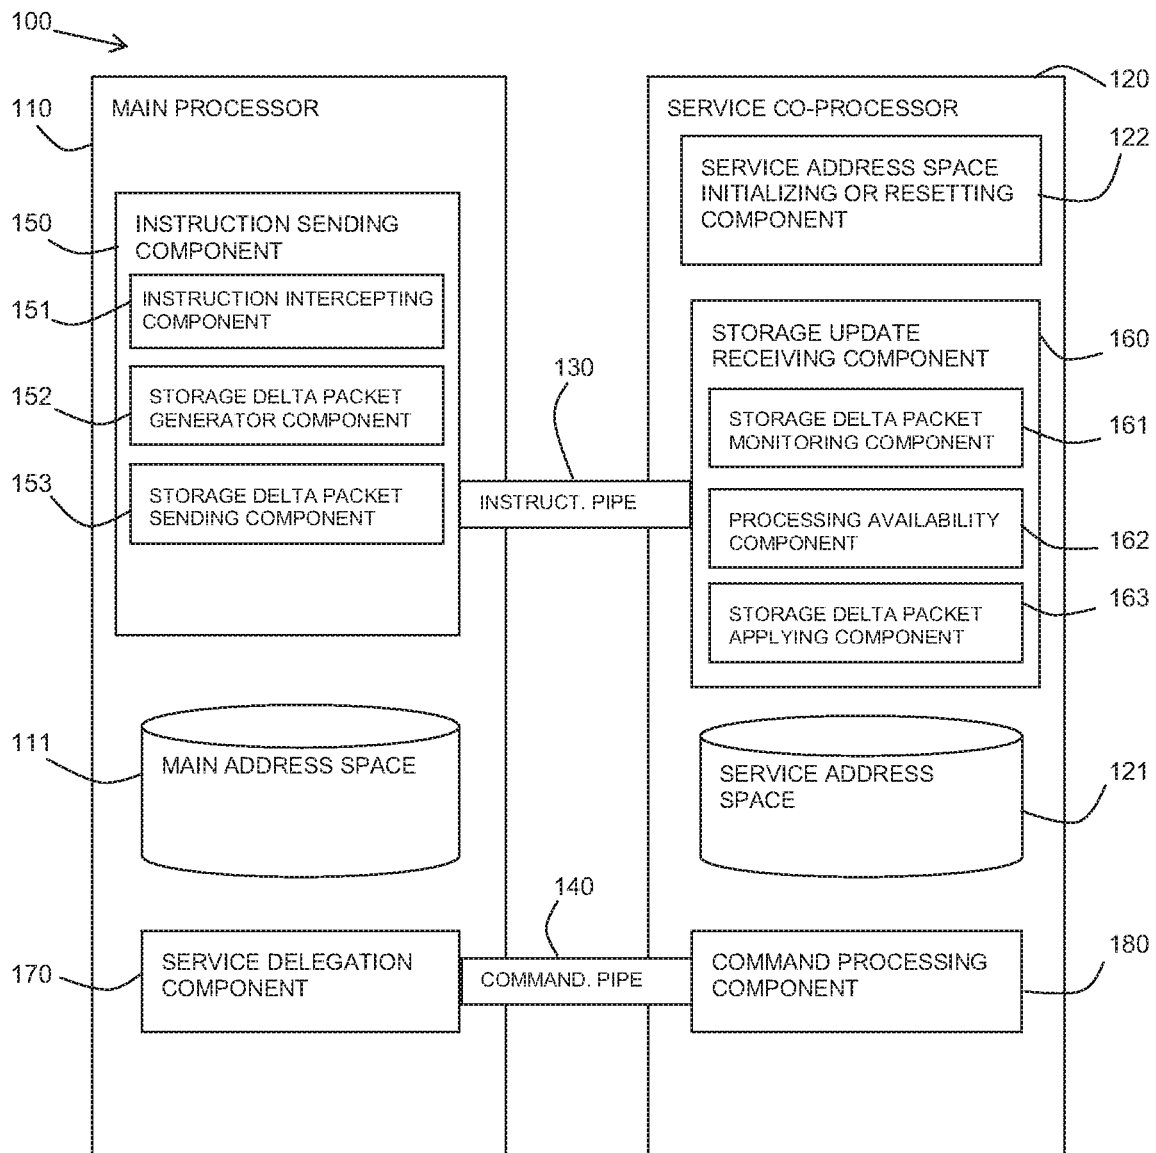 100
110
MAIN PROCESSOR
150
INSTRUCTION SENDING
COMPONENT
151
INSTRUCTION INTERCEPTING
COMPONENT
152
STORAGE DELTA PACKET
GENERATOR COMPONENT
153
STORAGE DELTA PACKET
SENDING COMPONENT
111
MAIN ADDRESS SPACE
170
SERVICE DELEGATION
COMPONENT
130
INSTRUCT. PIPE
140
COMMAND. PIPE
120
SERVICE CO-PROCESSOR
122
SERVICE ADDRESS SPACE
INITIALIZING OR RESETTING
COMPONENT
160
STORAGE UPDATE
RECEIVING COMPONENT
161
STORAGE DELTA PACKET
MONITORING COMPONENT
162
PROCESSING AVAILABILITY
COMPONENT
163
STORAGE DELTA PACKET
APPLYING COMPONENT
121
SERVICE ADDRESS
SPACE
180
COMMAND PROCESSING
COMPONENT